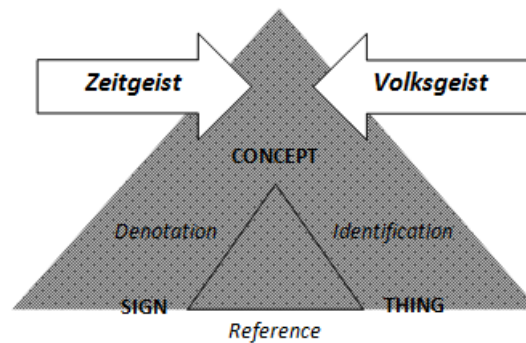 Zeitgeist Volksgeist
CONCEPT
Denotation Identification
SIGN THING
Reference